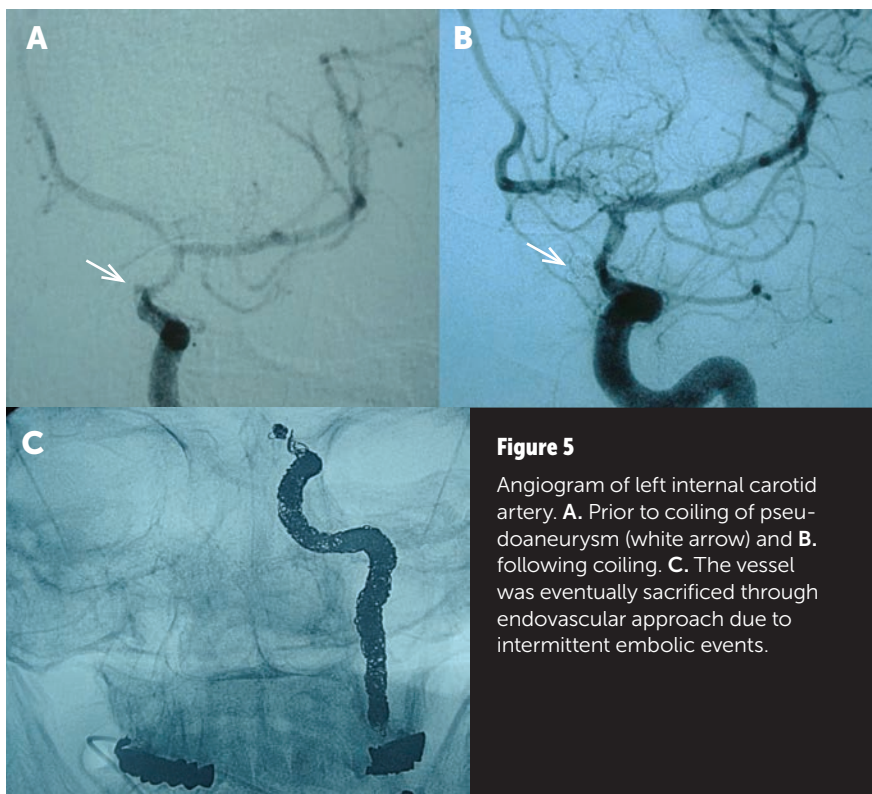 A
B
C
Figure 5
Angiogram of left internal carotid
artery. A. Prior to coiling of pseu-
doaneurysm (white arrow) and B.
following coiling. C. The vessel
was eventually sacrificed through
endovascular approach due to
intermittent embolic events.